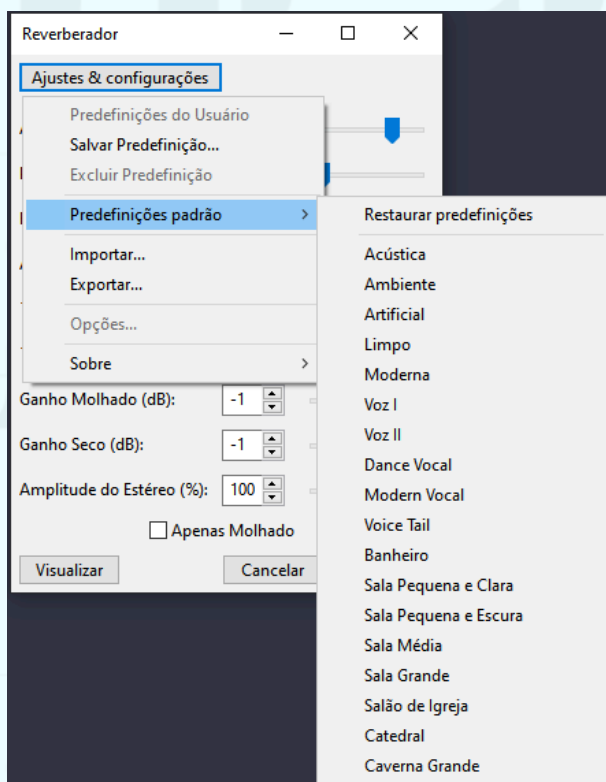 Reverberador
Ajustes & configurações
Predefinições do Usuário
Salvar Predefinição...
Excluir Predefinição
Predefinições padrão
Importar...
Exportar...
Opções...
Sobre
Restaurar predefinições
Acústica
Ambiente
Artificial
Limpo
Moderna
Voz I
Voz II
Dance Vocal
Modern Vocal
Voice Tail
Banheiro
Sala Pequena e Clara
Sala Pequena e Escura
Sala Média
Sala Grande
Salão de Igreja
Catedral
Caverna Grande
Ganho Molhado (dB): -1
Ganho Seco (dB): -1
Amplitude do Estéreo (%): 100
Apenas Molhado
Visualizar Cancelar